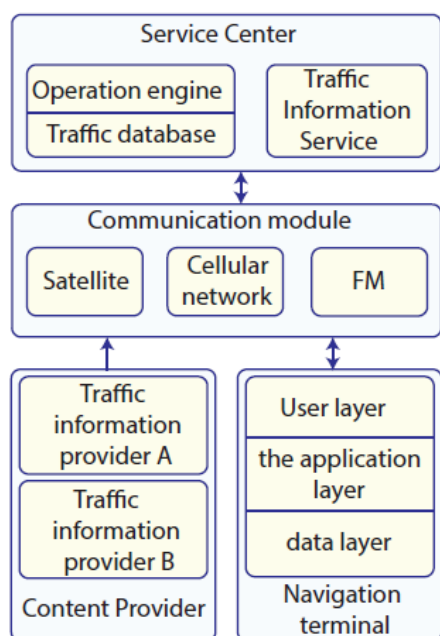 Service Center
Operation engine
Traffic database
Traffic
Information
Service
Communication module
Satellite
Cellular
network
FM
Traffic
information
provider A
Traffic
information
provider B
Content Provider
User layer
the application
layer
data layer
Navigation
terminal